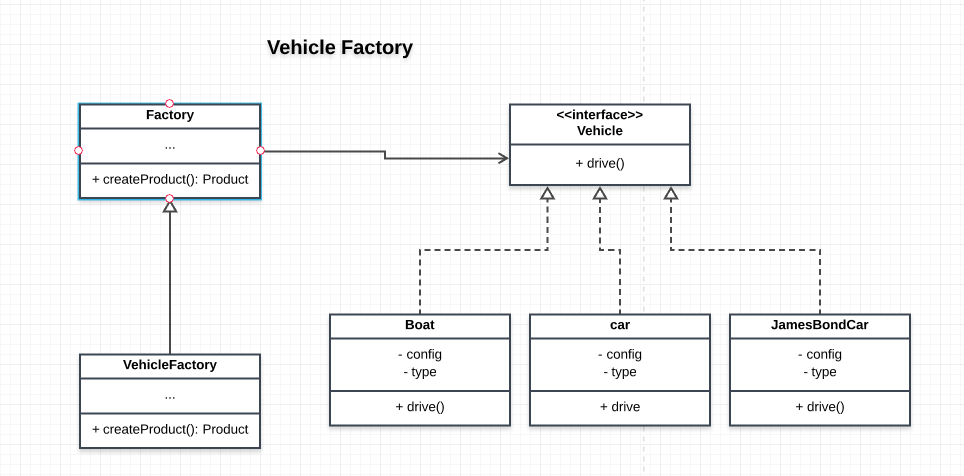 Vehicle Factory
Factory
...
+ createProduct(): Product
<<interface>>
Vehicle
+ drive()
VehicleFactory
...
+ createProduct(): Product
Boat
- config
- type
+ drive()
car
- config
- type
+ drive
JamesBondCar
- config
- type
+ drive()